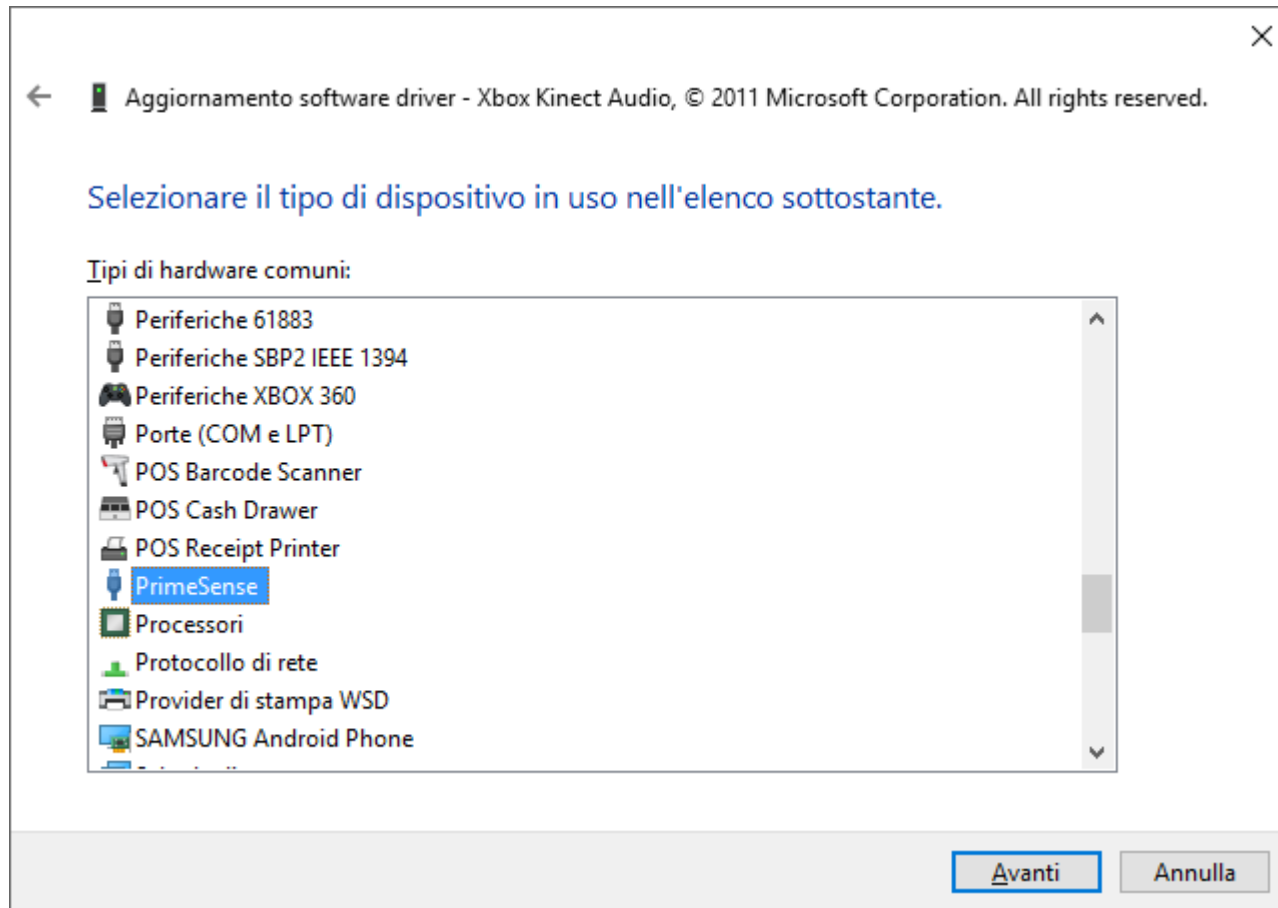 Aggiornamento software driver - Xbox Kinect Audio, © 2011 Microsoft Corporation. All rights reserved.
Selezionare il tipo di dispositivo in uso nell'elenco sottostante.
Tipi di hardware comuni:
Periferiche 61883
Periferiche SBP2 IEEE 1394
Periferiche XBOX 360
Porte (COM e LPT)
POS Barcode Scanner
POS Cash Drawer
POS Receipt Printer
PrimeSense
Processori
Protocollo di rete
Provider di stampa WSD
SAMSUNG Android Phone
Avanti Annulla